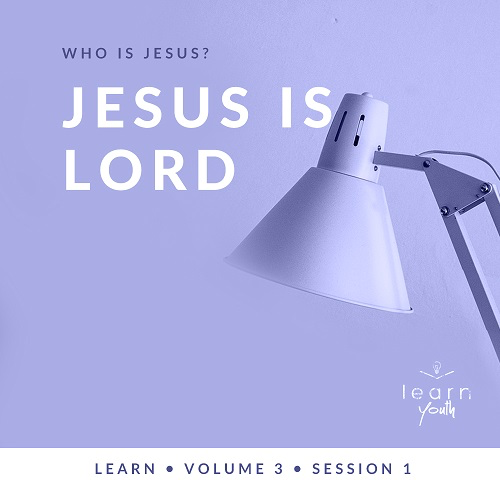 WHO IS JESUS?
JESUS IS
LORD
learn
youth
LEARN • VOLUME 3 • SESSION 1